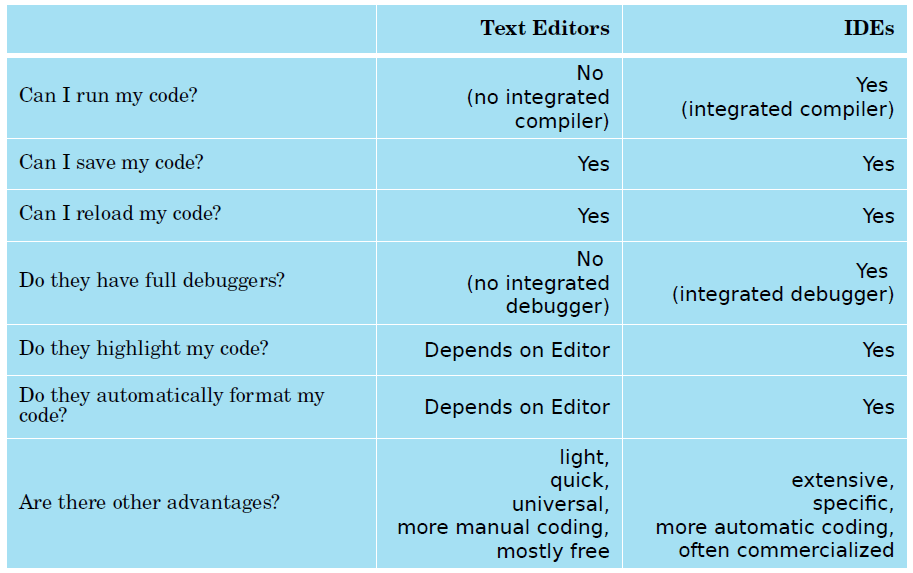 Text Editors IDEs
Can I run my code?
No
(no integrated
compiler)
Yes
(integrated compiler)
Can I save my code? Yes Yes
Can I reload my code? Yes Yes
Do they have full debuggers?
No
(no integrated
debugger)
Yes
(integrated debugger)
Do they highlight my code? Depends on Editor Yes
Do they automatically format my
code?
Depends on Editor Yes
Are there other advantages?
light,
quick,
universal,
more manual coding,
mostly free
extensive,
specific,
more automatic coding,
often commercialized